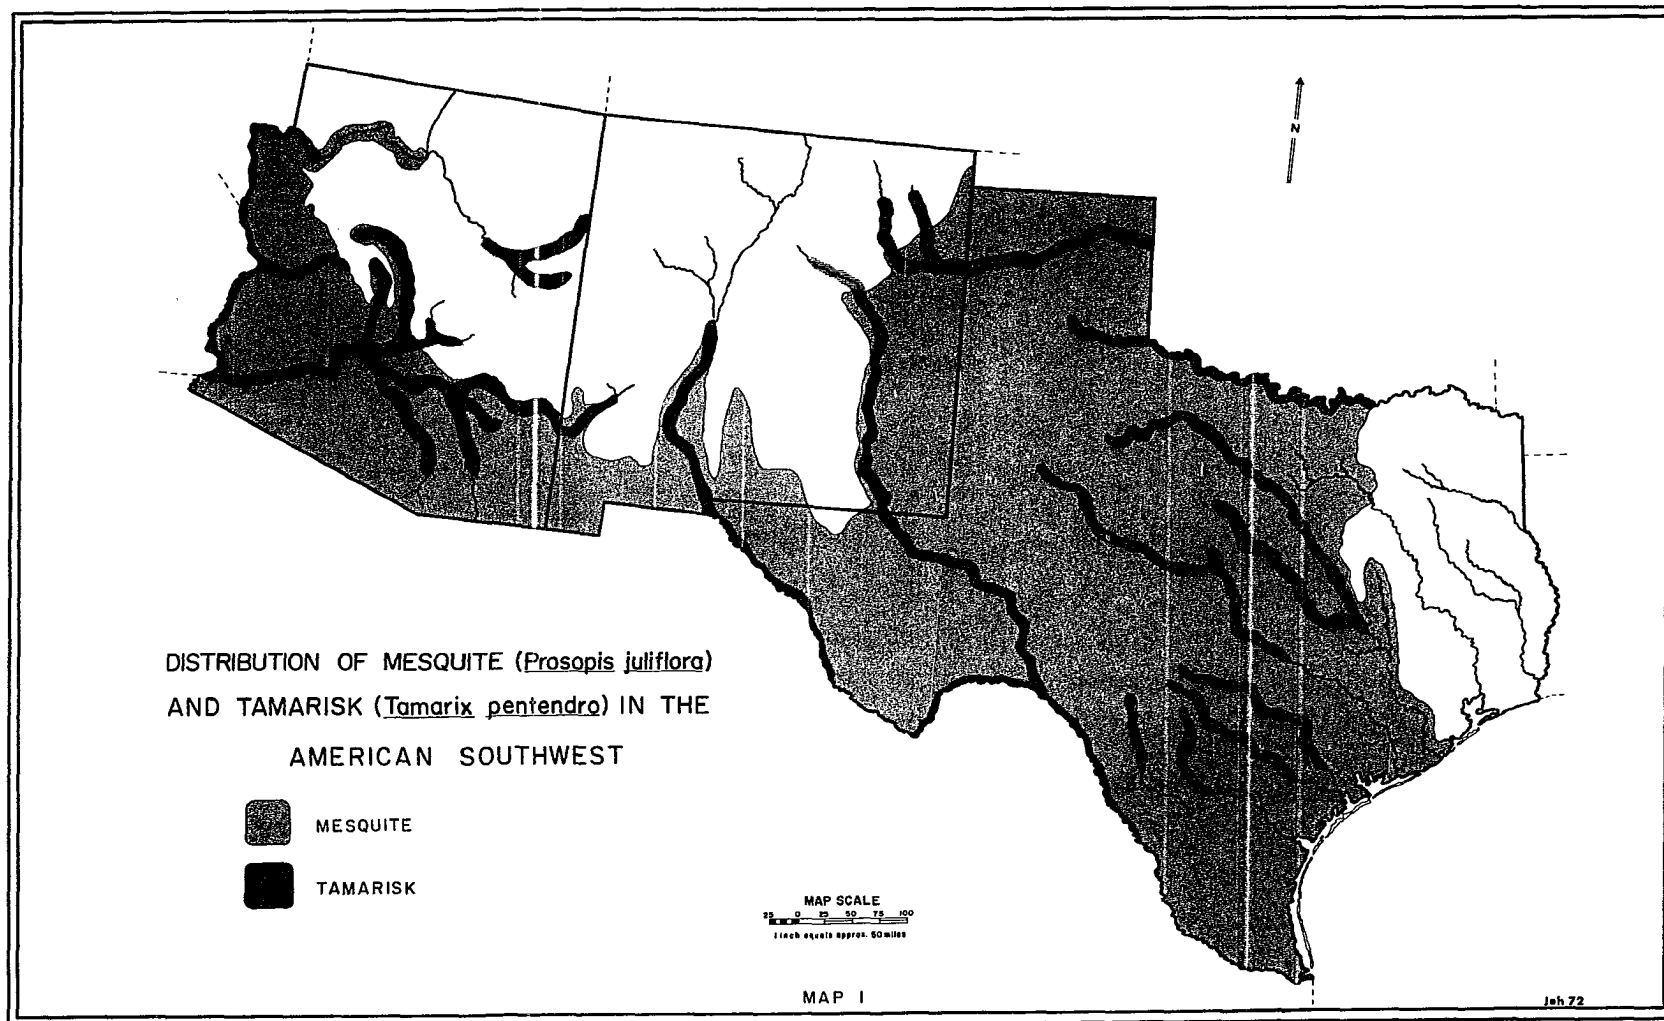 N
DISTRIBUTION OF MESQUITE (Prosopis juliflora)
AND TAMARISK (Tamarix pentendro) IN THE
AMERICAN SOUTHWEST
MESQUITE
TAMARISK
MAP SCALE
25 0 25 50 75 100
1 inch equals approx. 50 miles
MAP 1
Jeh 72